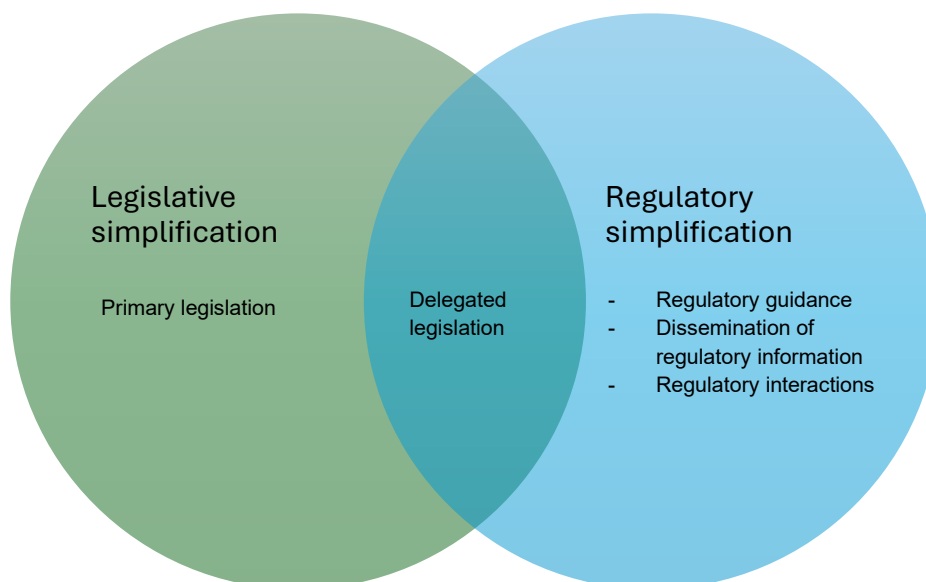 Legislative
simplification
Primary legislation
Delegated
legislation
Regulatory
simplification
- Regulatory guidance
- Dissemination of
regulatory information
- Regulatory interactions